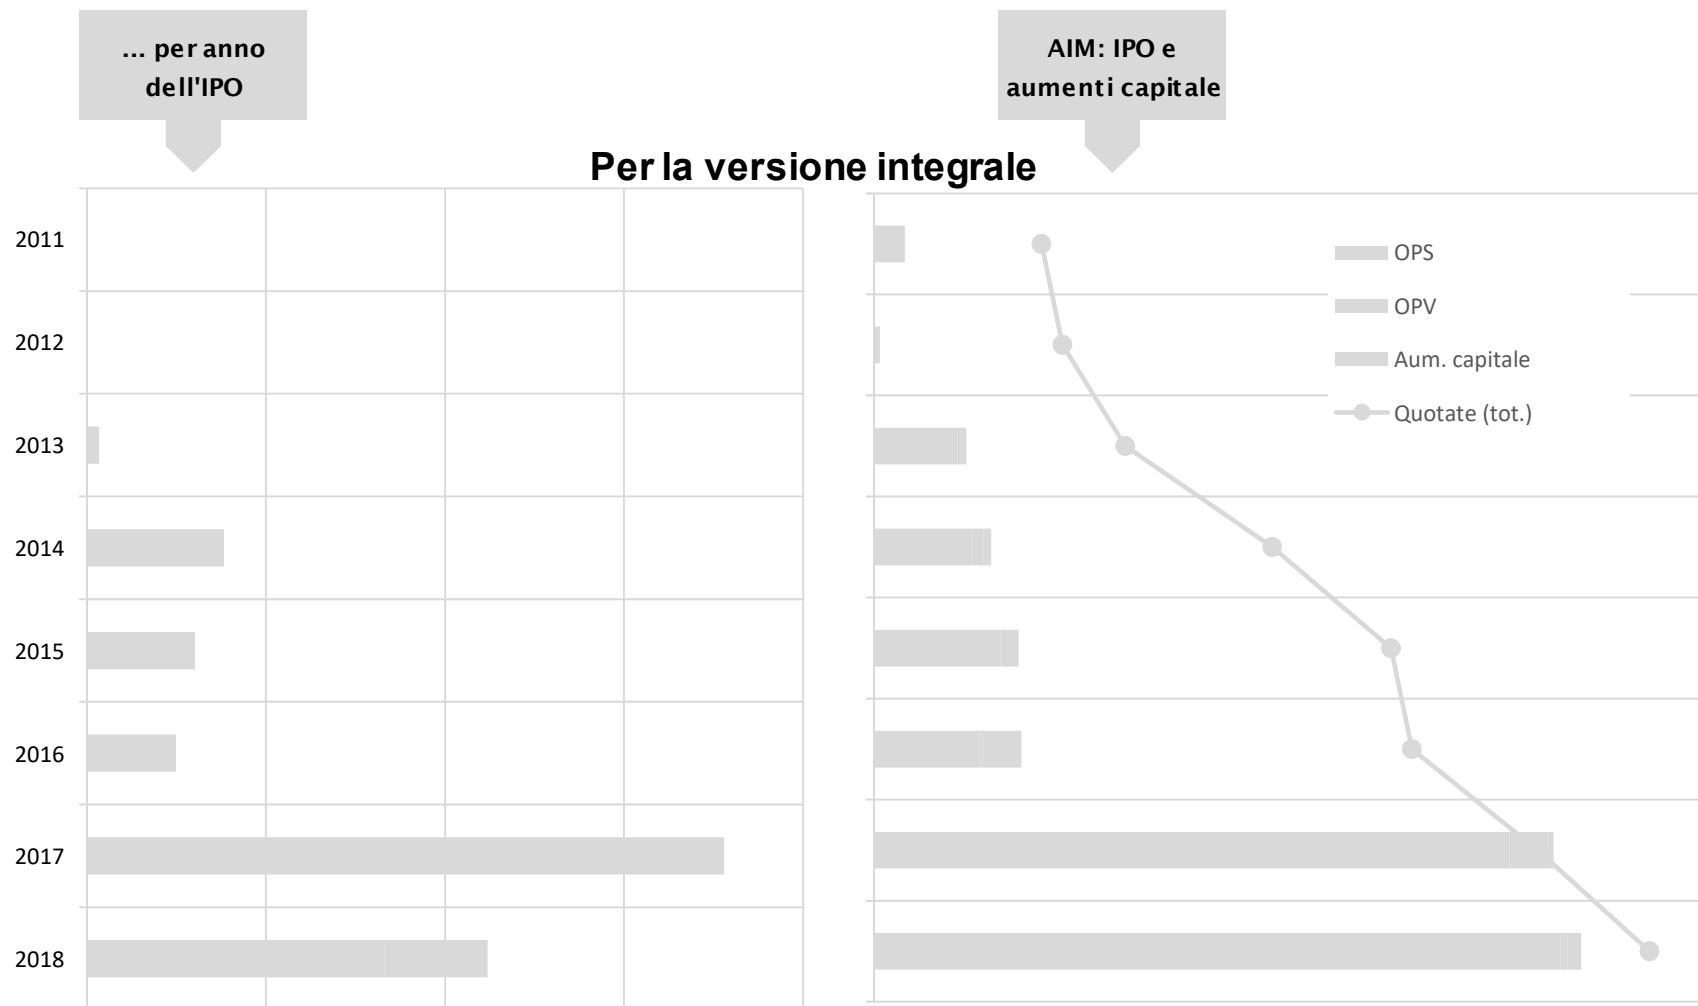 ... per anno
dell'IPO
AIM: IPO e
aumenti capitale
Per la versione integrale
2011
2012
2013
2014
2015
2016
2017
2018
OPS
OPV
Aum. capitale
Quotate (tot.)